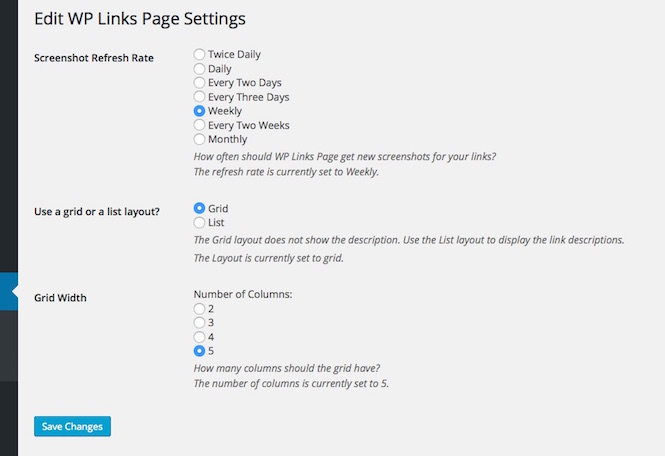 Edit WP Links Page Settings
Screenshot Refresh Rate
Twice Daily
Daily
Every Two Days
Every Three Days
Weekly
Every Two Weeks
Monthly
How often should WP Links Page get new screenshots for your links?
The refresh rate is currently set to Weekly.
Use a grid or a list layout?
Grid
List
The Grid layout does not show the description. Use the List layout to display the link descriptions.
The Layout is currently set to grid.
Grid Width
Number of Columns:
2
3
4
5
How many columns should the grid have?
The number of columns is currently set to 5.
Save Changes